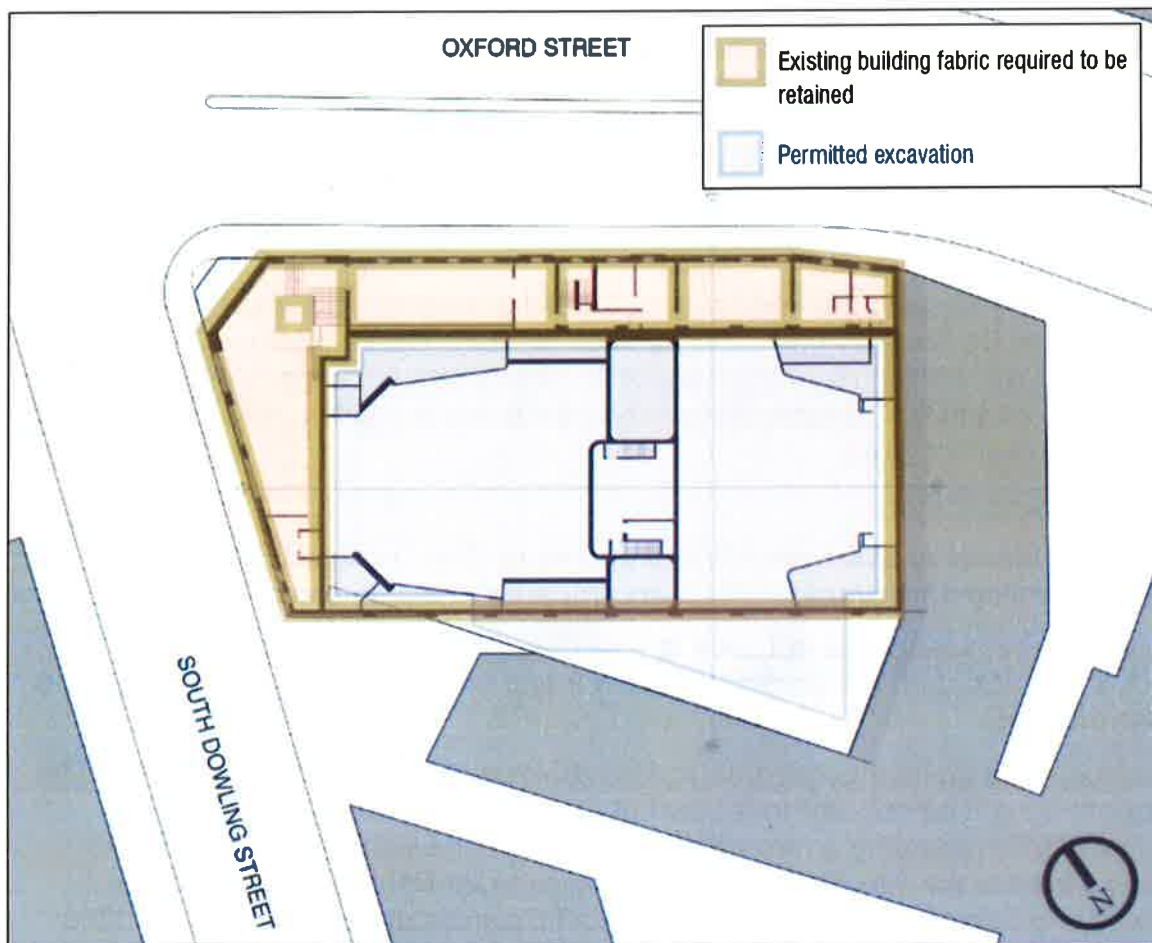 OXFORD STREET
Existing building fabric required to be
retained
Permitted excavation
SOUTH DOWLING STREET
N